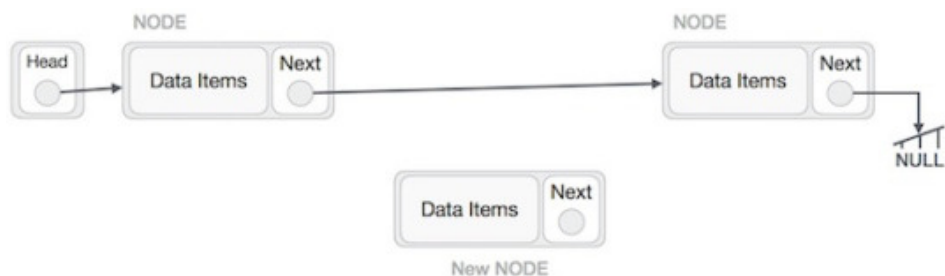 NODE
NODE
Head
Data Items
Next
Data Items
Next
NULL
Data Items
Next
New NODE